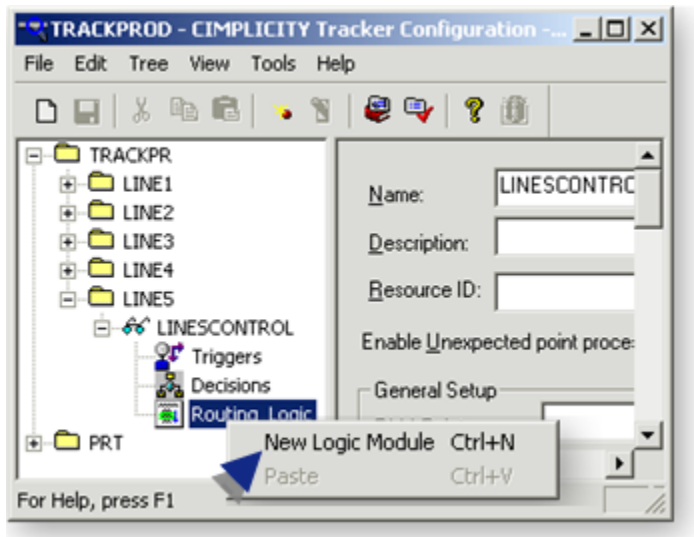 TRACKPROD - CIMPLICITY Tracker Configuration -...
File Edit Tree View Tools Help
TRACKPR
LINE1
LINE2
LINE3
LINE4
LINE5
LINESCONTROL
Triggers
Decisions
Routing Logic
PRT
Name: LINESCONTRO
Description:
Resource ID:
Enable Unexpected point proce
General Setup
New Logic Module Ctrl+N
Paste Ctrl+V
For Help, press F1